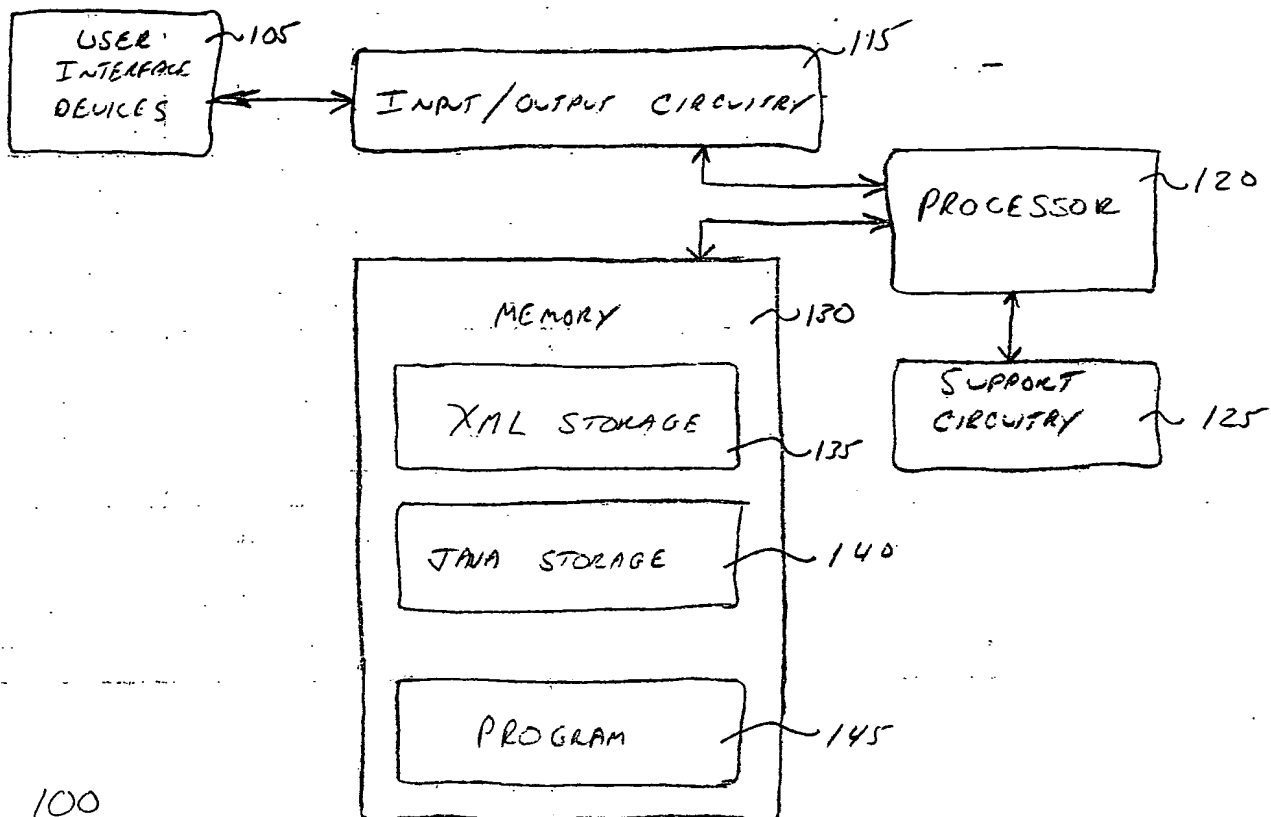 USER
INTERFACE
DEVICES
105
INPUT/OUTPUT CIRCUITRY
115
PROCESSOR
120
MEMORY
130
SUPPORT
CIRCUITRY
125
XML STORAGE
135
JAVA STORAGE
140
PROGRAM
145
100